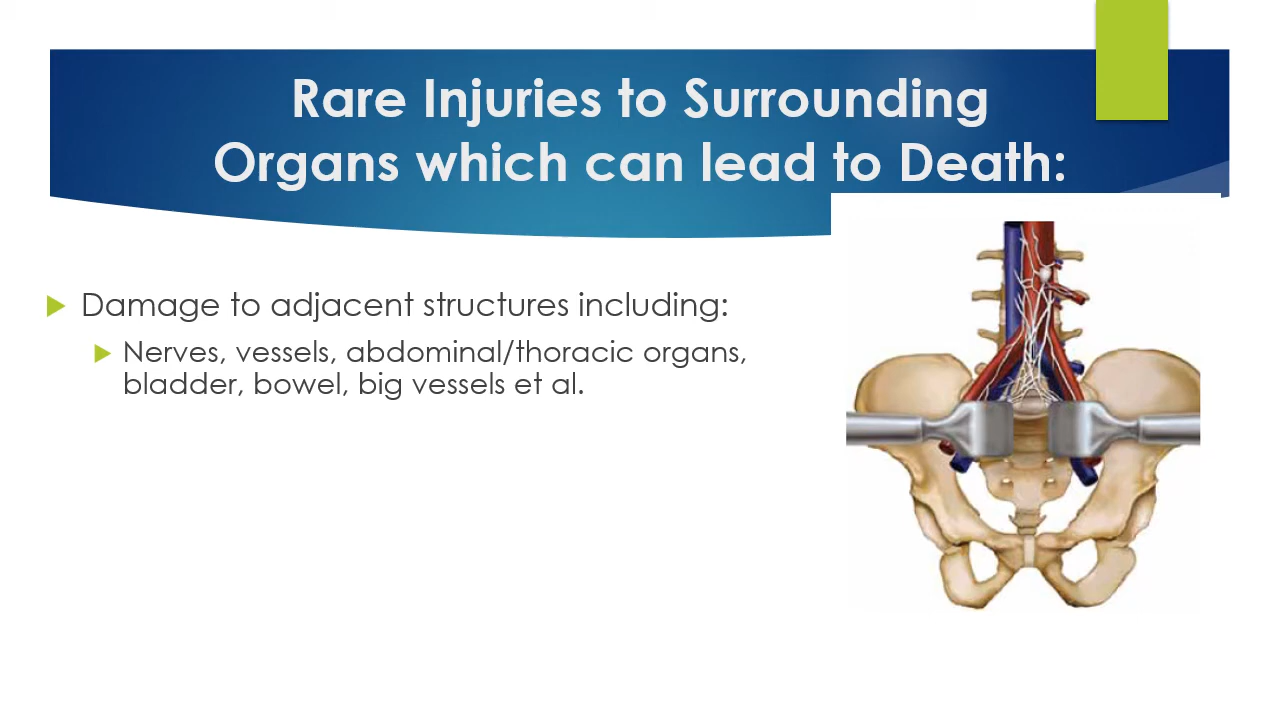 Rare Injuries to Surrounding
Organs which can lead to Death:
Damage to adjacent structures including:
Nerves, vessels, abdominal/thoracic organs,
bladder, bowel, big vessels et al.